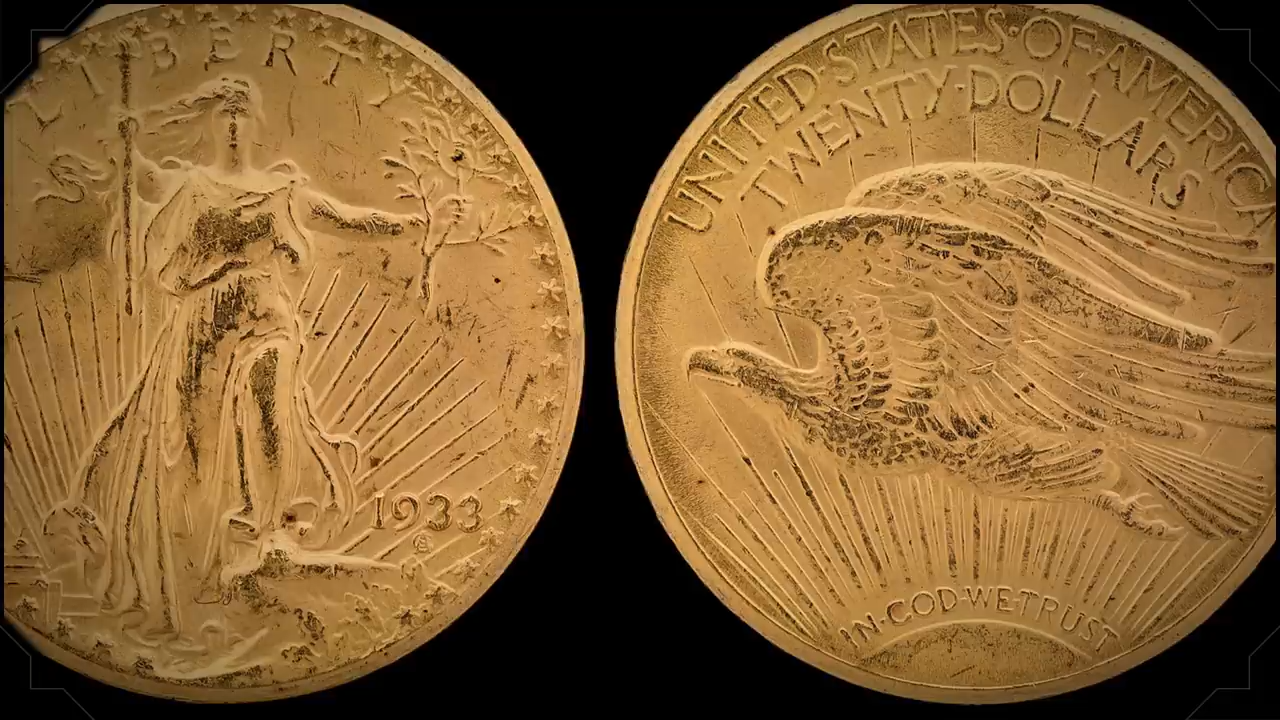 LIBERTY
1933
UNITED·STATES·OF·AMERICA
TWENTY·DOLLARS
IN·GOD·WE·TRUST